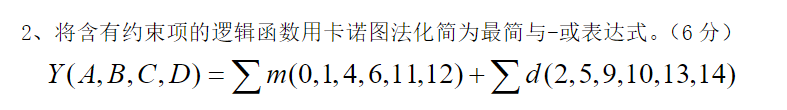 2、将含有约束项的逻辑函数用卡诺图法化简为最简与-或表达式。（6 分）
Y(A,B,C,D) = ∑m(0,1,4,6,11,12) + ∑d(2,5,9,10,13,14)